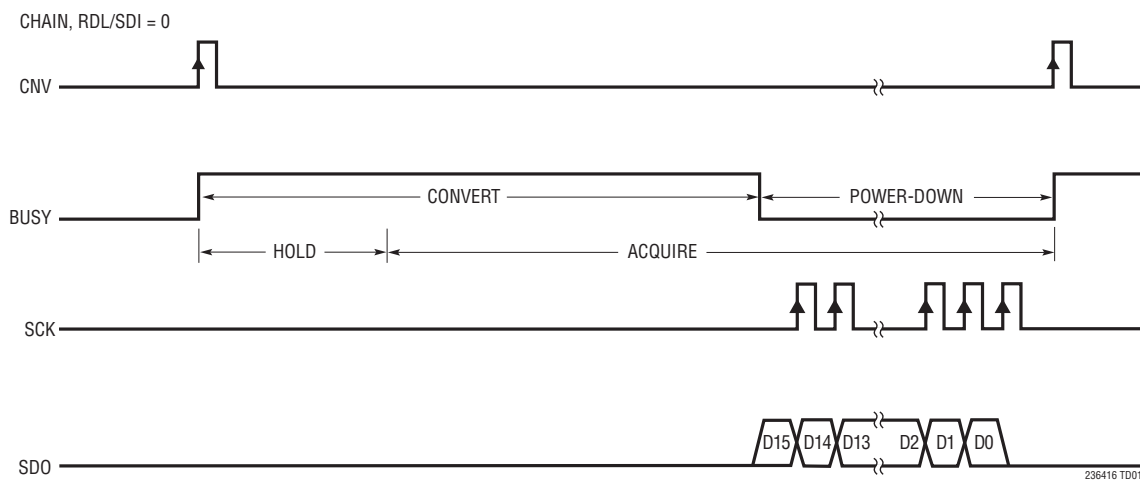 CHAIN, RDL/SDI = 0
CNV
CONVERT
POWER-DOWN
BUSY
HOLD
ACQUIRE
SCK
D15 D14 D13 D2 D1 D0
SDO
236416 TD01